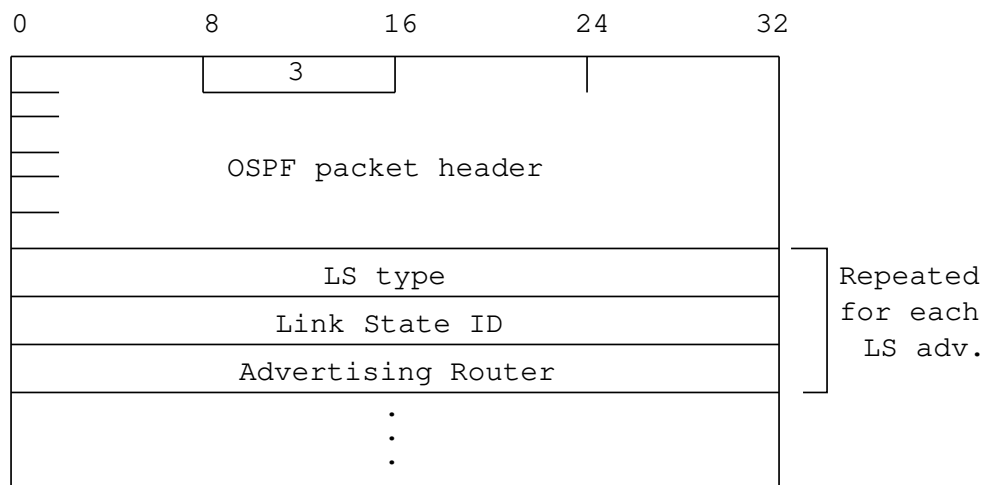 0 8 16 24 32
3
OSPF packet header
LS type
Link State ID
Advertising Router
Repeated
for each
LS adv.
.
.
.